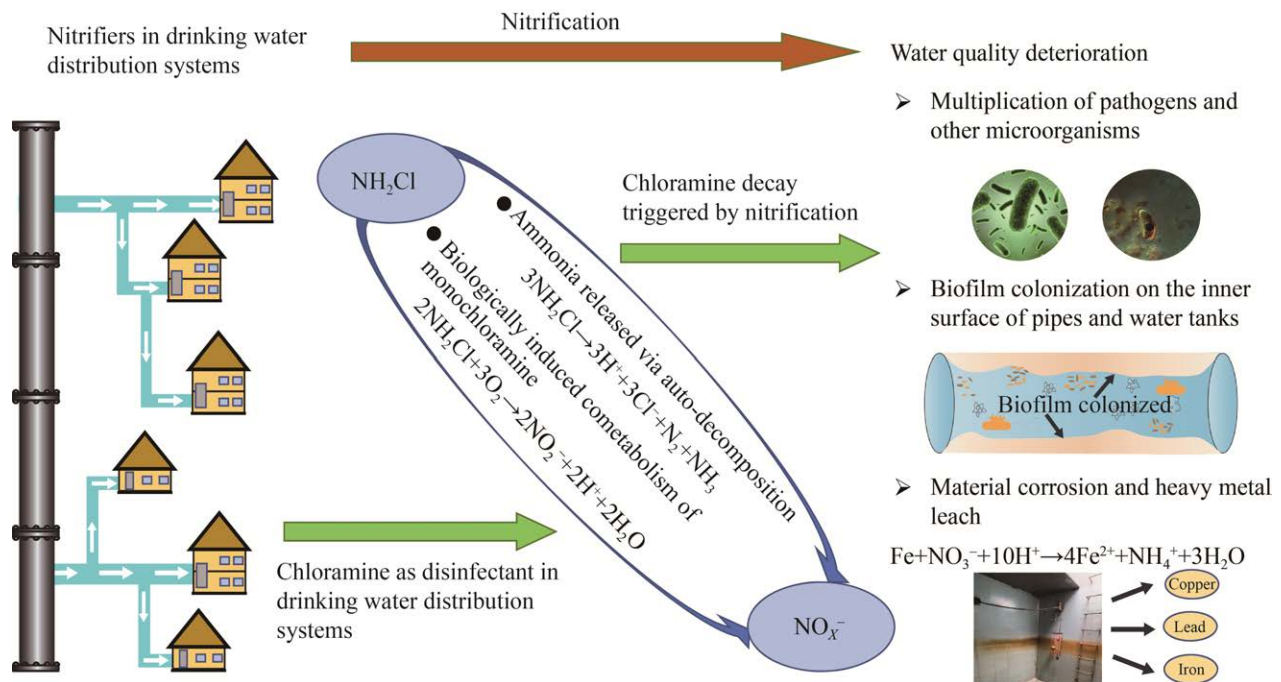 Nitrifiers in drinking water
distribution systems
Nitrification
Water quality deterioration
➢ Multiplication of pathogens and
other microorganisms
NH₂Cl
● Ammonia released via auto-decomposition
3NH₂Cl→3H⁺+3Cl⁻+N₂+NH₃
● Biologically induced cometabolism of
monochloramine
2NH₂Cl+3O₂→2NO₂⁻+2H⁺+2H₂O
NOₓ⁻
Chloramine decay
triggered by nitrification
Chloramine as disinfectant in
drinking water distribution
systems
➢ Biofilm colonization on the inner
surface of pipes and water tanks
Biofilm colonized
➢ Material corrosion and heavy metal
leach
Fe+NO₃⁻+10H⁺→4Fe²⁺+NH₄⁺+3H₂O
Copper
Lead
Iron